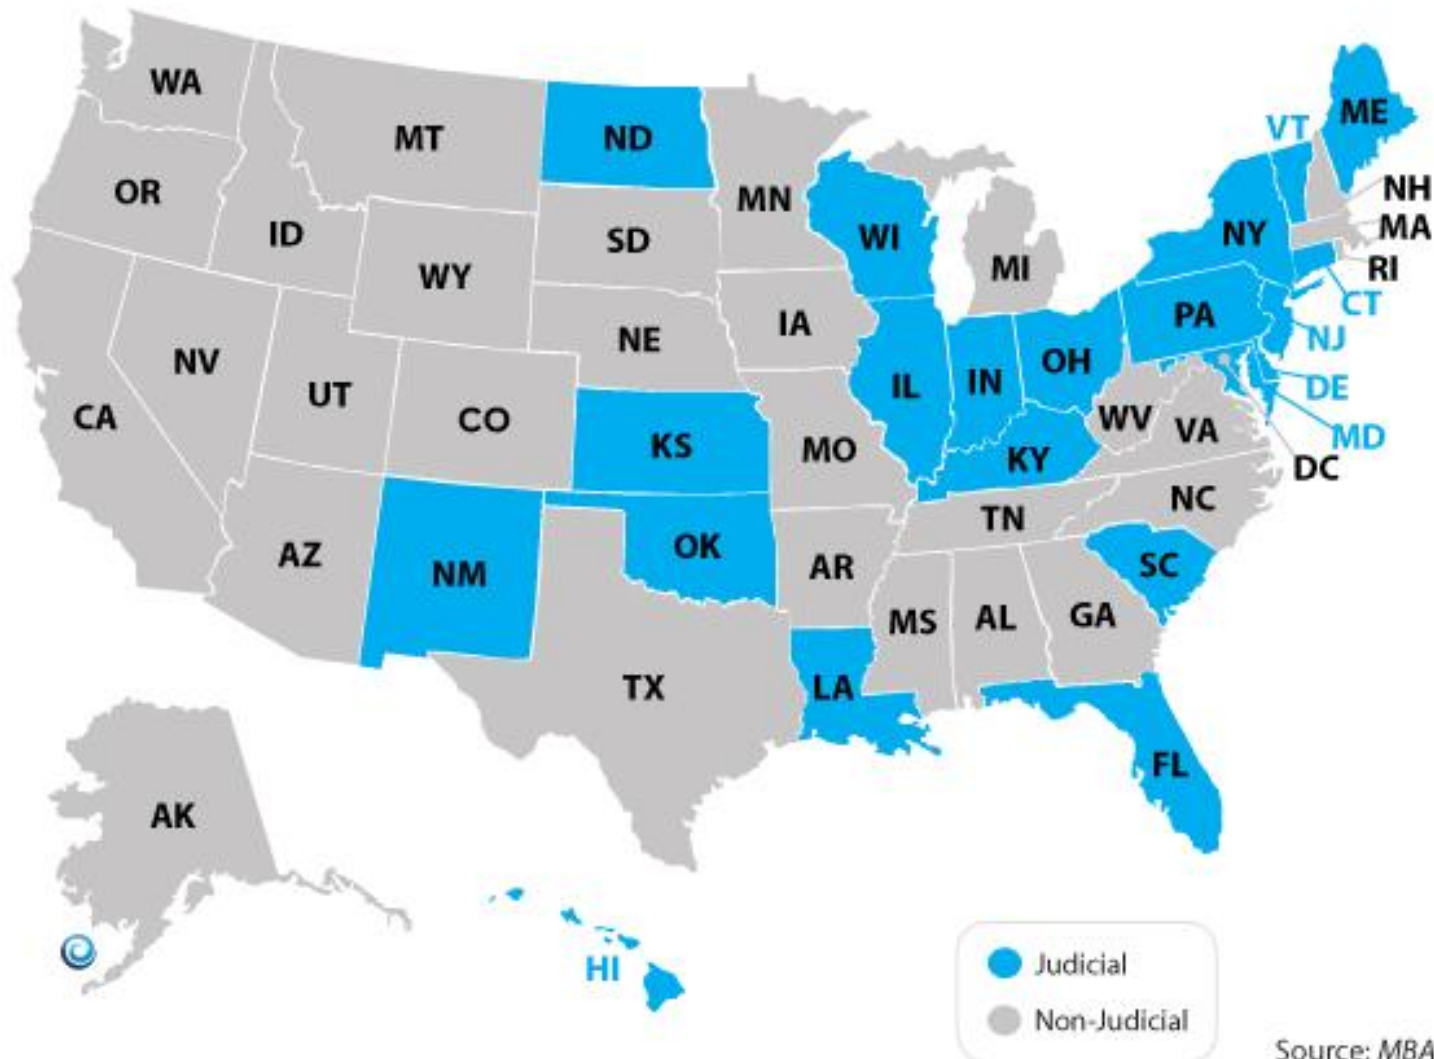 WA
MT
ND
MN
VT
ME
OR
ID
SD
WI
NY
NH
MA
WY
MI
RI
CT
NE
IA
PA
NJ
NV
UT
CO
IL
IN
OH
DE
CA
KS
MO
KY
WV
VA
MD
DC
AZ
NM
OK
AR
TN
NC
SC
MS
AL
GA
TX
LA
FL
AK
HI
Judicial
Non-Judicial
Source: MBA